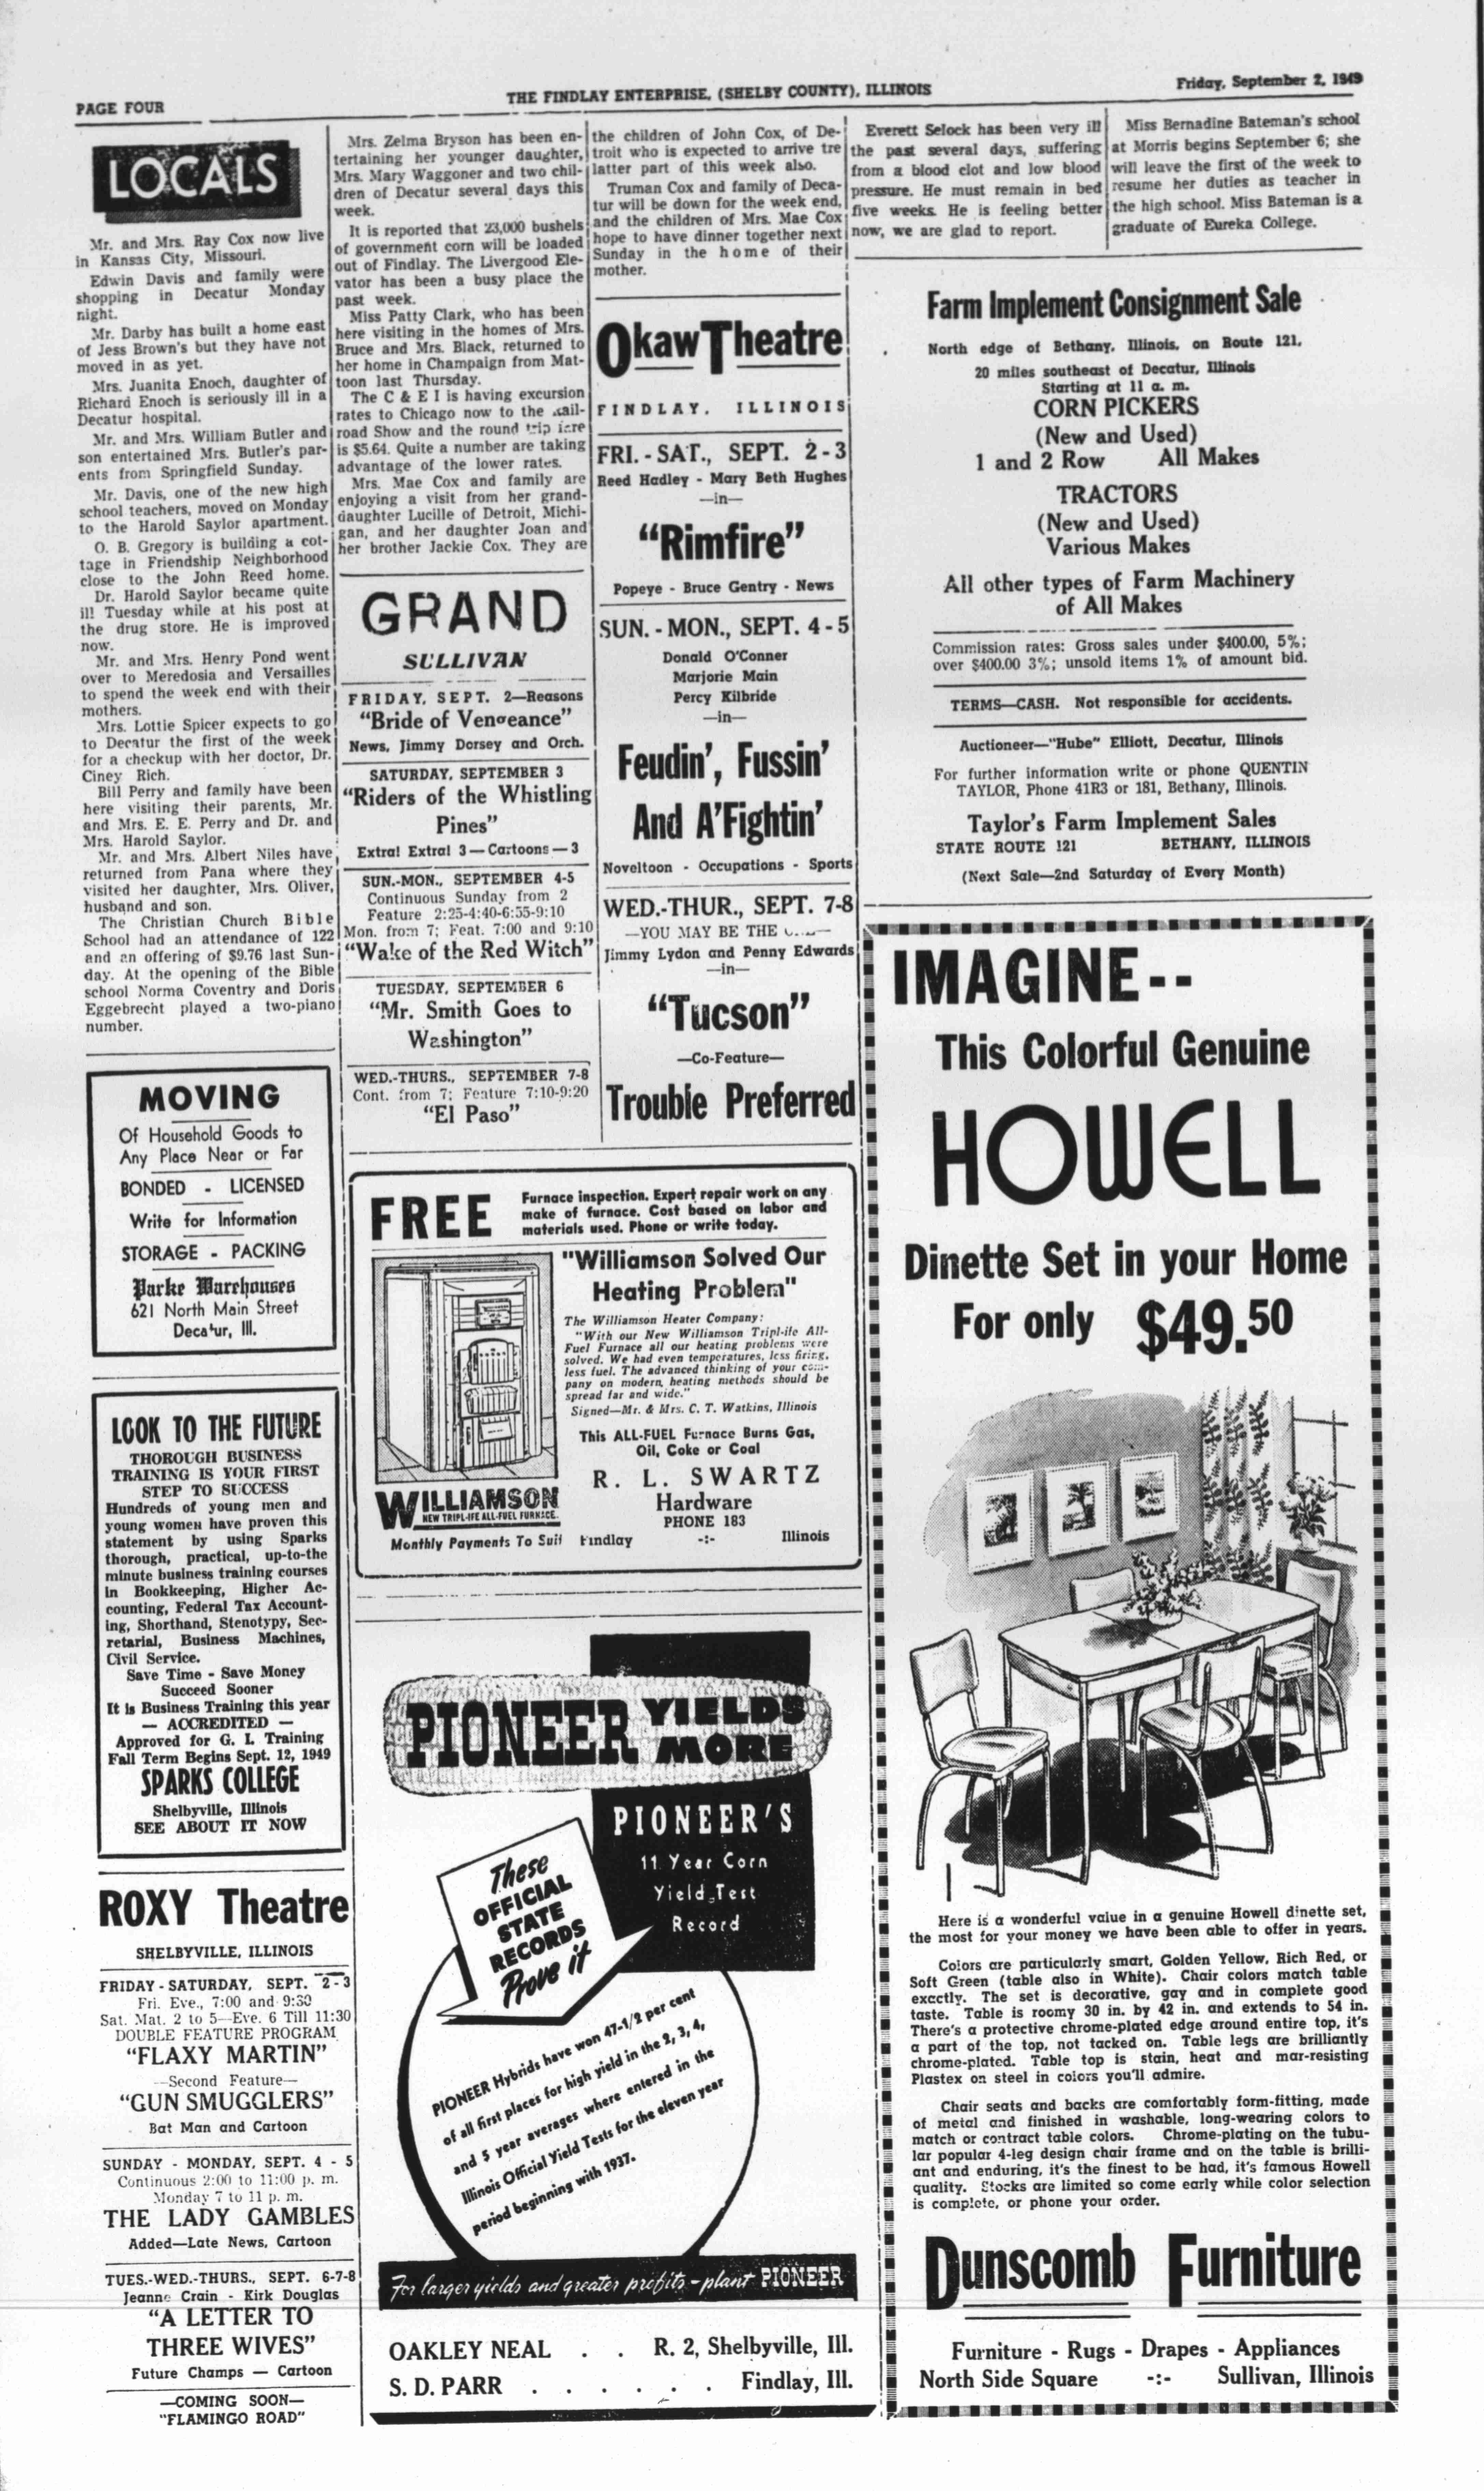 PAGE FOUR
THE FINDLAY ENTERPRISE, (SHELBY COUNTY), ILLINOIS
Friday, September 2, 1949
LOCALS
Mr. and Mrs. Ray Cox now live
in Kansas City, Missouri.
Edwin Davis and family were
shopping in Decatur Monday
night.
Mr. Darby has built a home east
of Jess Brown's but they have not
moved in as yet.
Mrs. Juanita Enoch, daughter of
Richard Enoch is seriously ill in a
Decatur hospital.
Mr. and Mrs. William Butler and
son entertained Mrs. Butler's par-
ents from Springfield Sunday.
Mr. Davis, one of the new high
school teachers, moved on Monday
to the Harold Saylor apartment.
O. B. Gregory is building a cot-
tage in Friendship Neighborhood
close to the John Reed home.
Dr. Harold Saylor became quite
ill Tuesday while at his post at
the drug store. He is improved
now.
Mr. and Mrs. Henry Pond went
over to Meredosia and Versailles
to spend the week end with their
mothers.
Mrs. Lottie Spicer expects to go
to Decatur the first of the week
for a checkup with her doctor, Dr.
Ciney Rich.
Bill Perry and family have been
here visiting their parents, Mr.
and Mrs. E. E. Perry and Dr. and
Mrs. Harold Saylor.
Mr. and Mrs. Albert Niles have
returned from Pana where they
visited her daughter, Mrs. Oliver,
husband and son.
The Christian Church Bible
School had an attendance of 122
and an offering of $9.76 last Sun-
day. At the opening of the Bible
school Norma Coventry and Doris
Eggebrecht played a two-piano
number.
MOVING
Of Household Goods to
Any Place Near or Far
BONDED - LICENSED
Write for Information
STORAGE - PACKING
Parke Warehouses
621 North Main Street
Decatur, Ill.
LOOK TO THE FUTURE
THOROUGH BUSINESS
TRAINING IS YOUR FIRST
STEP TO SUCCESS
Hundreds of young men and
young women have proven this
statement by using Sparks
thorough, practical, up-to-the
minute business training courses
in Bookkeeping, Higher Ac-
counting, Federal Tax Account-
ing, Shorthand, Stenotypy, Sec-
retarial, Business Machines,
Civil Service.
Save Time - Save Money
Succeed Sooner
It is Business Training this year
— ACCREDITED —
Approved for G. I. Training
Fall Term Begins Sept. 12, 1949
SPARKS COLLEGE
Shelbyville, Illinois
SEE ABOUT IT NOW
ROXY Theatre
SHELBYVILLE, ILLINOIS
FRIDAY - SATURDAY, SEPT. 2-3
Fri. Eve., 7:00 and 9:30
Sat. Mat. 2 to 5—Eve. 6 Till 11:30
DOUBLE FEATURE PROGRAM
"FLAXY MARTIN"
—Second Feature—
"GUN SMUGGLERS"
Bat Man and Cartoon
SUNDAY - MONDAY, SEPT. 4 - 5
Continuous 2:00 to 11:00 p. m.
Monday 7 to 11 p. m.
THE LADY GAMBLES
Added—Late News, Cartoon
TUES.-WED.-THURS., SEPT. 6-7-8
Jeanne Crain - Kirk Douglas
"A LETTER TO
THREE WIVES"
Future Champs — Cartoon
—COMING SOON—
"FLAMINGO ROAD"
Mrs. Zelma Bryson has been en-
tertaining her younger daughter,
Mrs. Mary Waggoner and two chil-
dren of Decatur several days this
week.
It is reported that 23,000 bushels
of government corn will be loaded
out of Findlay. The Livergood Ele-
vator has been a busy place the
past week.
Miss Patty Clark, who has been
here visiting in the homes of Mrs.
Bruce and Mrs. Black, returned to
her home in Champaign from Mat-
toon last Thursday.
The C & E I is having excursion
rates to Chicago now to the rail-
road Show and the round trip
is $5.64. Quite a number are taking
advantage of the lower rates.
Mrs. Mae Cox and family are
enjoying a visit from her grand-
daughter Lucille of Detroit, Michi-
gan, and her daughter Joan and
her brother Jackie Cox. They are
GRAND
SULLIVAN
FRIDAY, SEPT. 2—Reasons
"Bride of Vengeance"
News, Jimmy Dorsey and Orch.
SATURDAY, SEPTEMBER 3
"Riders of the Whistling
Pines"
Extra! Extra! 3—Cartoons—3
SUN.-MON., SEPTEMBER 4-5
Continuous Sunday from 2
Feature 2:25-4:40-6:55-9:10
Mon. from 7; Feat. 7:00 and 9:10
"Wake of the Red Witch"
TUESDAY, SEPTEMBER 6
"Mr. Smith Goes to
Washington"
WED.-THURS., SEPTEMBER 7-8
Cont. from 7; Feature 7:10-9:20
"El Paso"
the children of John Cox, of De-
troit who is expected to arrive tre
latter part of this week also.
Truman Cox and family of Deca-
tur will be down for the week end,
and the children of Mrs. Mae Cox
hope to have dinner together next
Sunday in the home of their
mother.
Okaw Theatre
FINDLAY, ILLINOIS
FRI. - SAT., SEPT. 2-3
Reed Hadley - Mary Beth Hughes
—in—
"Rimfire"
Popeye - Bruce Gentry - News
SUN. - MON., SEPT. 4-5
Donald O'Conner
Marjorie Main
Percy Kilbride
—in—
Feudin', Fussin'
And A'Fightin'
Noveltoon - Occupations - Sports
WED.-THUR., SEPT. 7-8
—YOU MAY BE THE
Jimmy Lydon and Penny Edwards
—in—
"Tucson"
—Co-Feature—
Trouble Preferred
FREE
Furnace inspection. Expert repair work on any
make of furnace. Cost based on labor and
materials used. Phone or write today.
"Williamson Solved Our
Heating Problem"
The Williamson Heater Company:
"With our New Williamson Tripl-ife All-
Fuel Furnace all our heating problems were
solved. We had even temperatures, less firing,
less fuel. The advanced thinking of your com-
pany on modern heating methods should be
spread far and wide."
Signed—Mr. & Mrs. C. T. Watkins, Illinois
This ALL-FUEL Furnace Burns Gas,
Oil, Coke or Coal
R. L. SWARTZ
Hardware
PHONE 183
WILLIAMSON
NEW TRIPL-IFE ALL-FUEL FURNACE
Monthly Payments To Suit
Findlay -:- Illinois
PIONEER YIELDS
MORE
PIONEER'S
11 Year Corn
Yield Test
Record
These
OFFICIAL
STATE
RECORDS
Prove it
PIONEER Hybrids have won 47-1/2 per cent
of all first places for high yield in the 2, 3, 4,
and 5 year averages where entered in the
Illinois Official Yield Tests for the eleven year
period beginning with 1937.
For larger yields and greater profits - plant PIONEER
OAKLEY NEAL . . R. 2, Shelbyville, Ill.
S. D. PARR . . . . . . Findlay, Ill.
Everett Selock has been very ill
the past several days, suffering
from a blood clot and low blood
pressure. He must remain in bed
five weeks. He is feeling better
now, we are glad to report.
Miss Bernadine Bateman's school
at Morris begins September 6; she
will leave the first of the week to
resume her duties as teacher in
the high school. Miss Bateman is a
graduate of Eureka College.
Farm Implement Consignment Sale
North edge of Bethany, Illinois, on Route 121,
20 miles southeast of Decatur, Illinois
Starting at 11 a. m.
CORN PICKERS
(New and Used)
1 and 2 Row All Makes
TRACTORS
(New and Used)
Various Makes
All other types of Farm Machinery
of All Makes
Commission rates: Gross sales under $400.00, 5%;
over $400.00 3%; unsold items 1% of amount bid.
TERMS—CASH. Not responsible for accidents.
Auctioneer—"Hube" Elliott, Decatur, Illinois
For further information write or phone QUENTIN
TAYLOR, Phone 41R3 or 181, Bethany, Illinois.
Taylor's Farm Implement Sales
STATE ROUTE 121 BETHANY, ILLINOIS
(Next Sale—2nd Saturday of Every Month)
IMAGINE--
This Colorful Genuine
HOWELL
Dinette Set in your Home
For only $49.50
Here is a wonderful value in a genuine Howell dinette set,
the most for your money we have been able to offer in years.
Colors are particularly smart, Golden Yellow, Rich Red, or
Soft Green (table also in White). Chair colors match table
exactly. The set is decorative, gay and in complete good
taste. Table is roomy 30 in. by 42 in. and extends to 54 in.
There's a protective chrome-plated edge around entire top, it's
a part of the top, not tacked on. Table legs are brilliantly
chrome-plated. Table top is stain, heat and mar-resisting
Plastex on steel in colors you'll admire.
Chair seats and backs are comfortably form-fitting, made
of metal and finished in washable, long-wearing colors to
match or contract table colors. Chrome-plating on the tubu-
lar popular 4-leg design chair frame and on the table is brilli-
ant and enduring, it's the finest to be had, it's famous Howell
quality. Stocks are limited so come early while color selection
is complete, or phone your order.
Dunscomb Furniture
Furniture - Rugs - Drapes - Appliances
North Side Square -:- Sullivan, Illinois